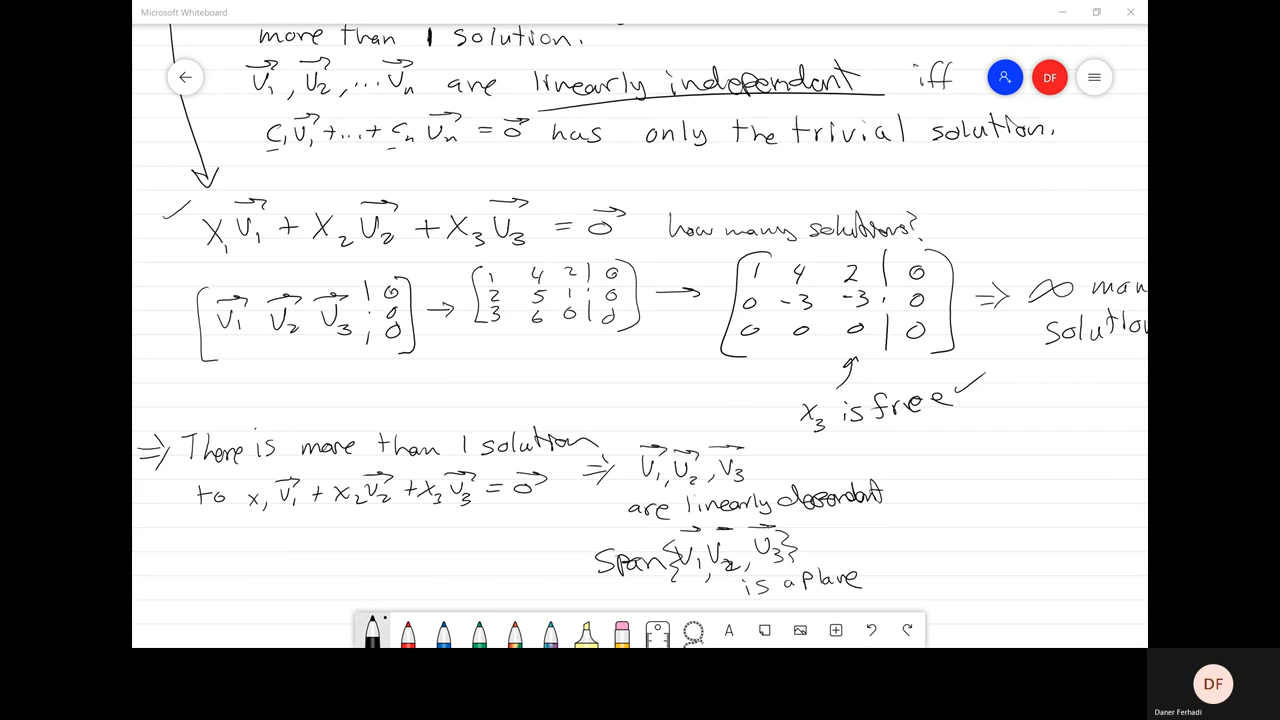 Microsoft Whiteboard
more than 1 solution.
v₁⃗, v₂⃗, ... vₙ⃗ are linearly independent iff
c₁v₁⃗ + ... + cₙvₙ⃗ = 0⃗ has only the trivial solution.
✓ x₁v₁⃗ + x₂v₂⃗ + x₃v₃⃗ = 0⃗ how many solutions?
[v₁⃗ v₂⃗ v₃⃗ | 0 0 0] → [1 4 2 | 0
2 5 1 | 0
3 6 0 | 0] → [1 4 2 | 0
0 -3 -3 | 0
0 0 0 | 0] ⇒ ∞ man
solutio
x₃ is free ✓
⇒ There is more than 1 solution
to x₁v₁⃗ + x₂v₂⃗ + x₃v₃⃗ = 0⃗
⇒ v₁⃗, v₂⃗, v₃⃗
are linearly dependent
Span{v₁⃗, v₂⃗, v₃⃗}
is a plane
DF
A
DF
Daner Ferhadi